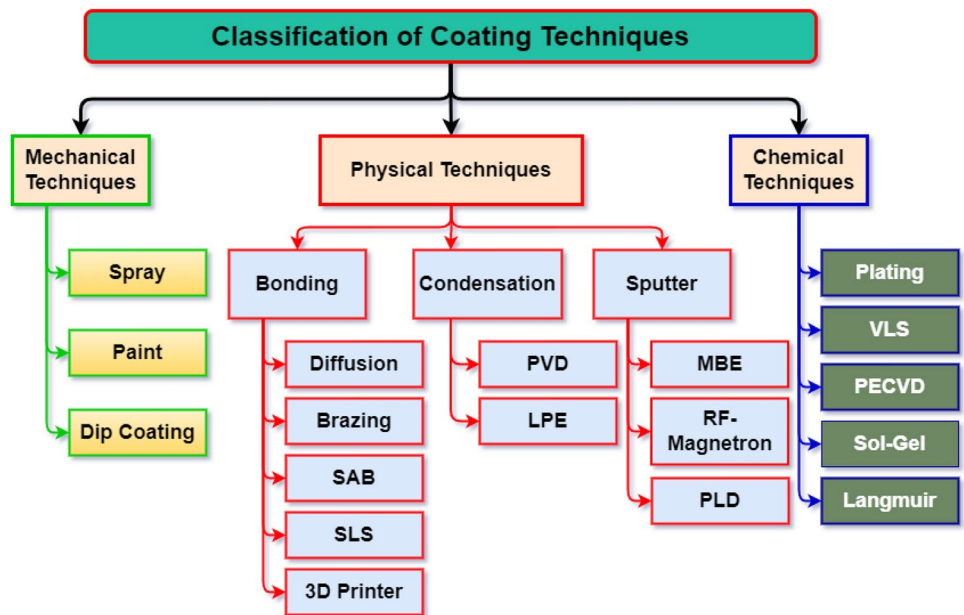 Classification of Coating Techniques
Mechanical
Techniques
Physical Techniques
Chemical
Techniques
Spray
Paint
Dip Coating
Bonding
Diffusion
Brazing
SAB
SLS
3D Printer
Condensation
PVD
LPE
Sputter
MBE
RF-
Magnetron
PLD
Plating
VLS
PECVD
Sol-Gel
Langmuir